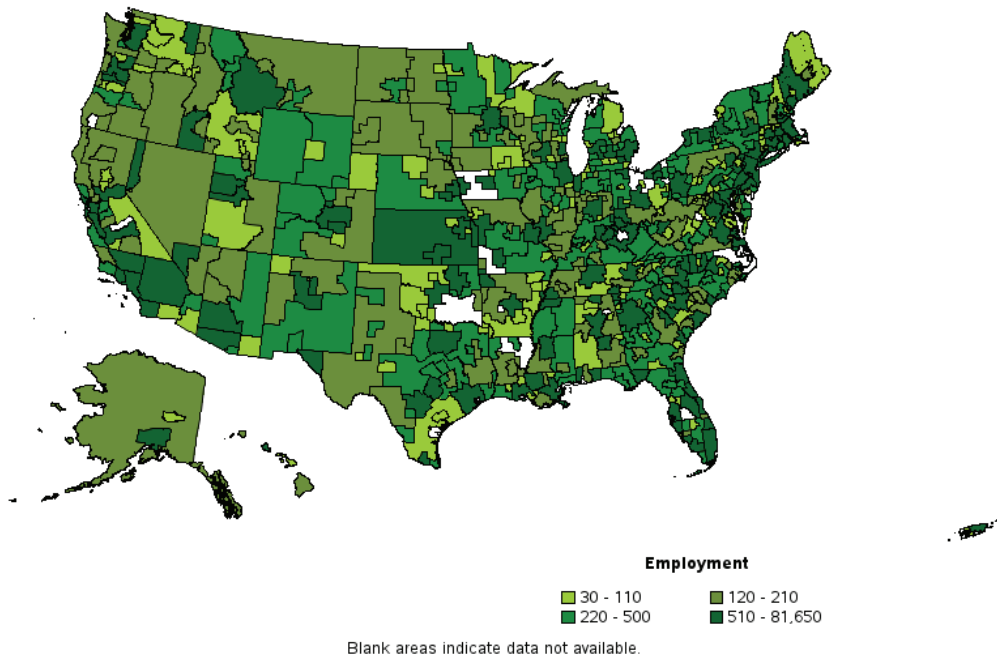 Employment
30 - 110
120 - 210
220 - 500
510 - 81,650
Blank areas indicate data not available.